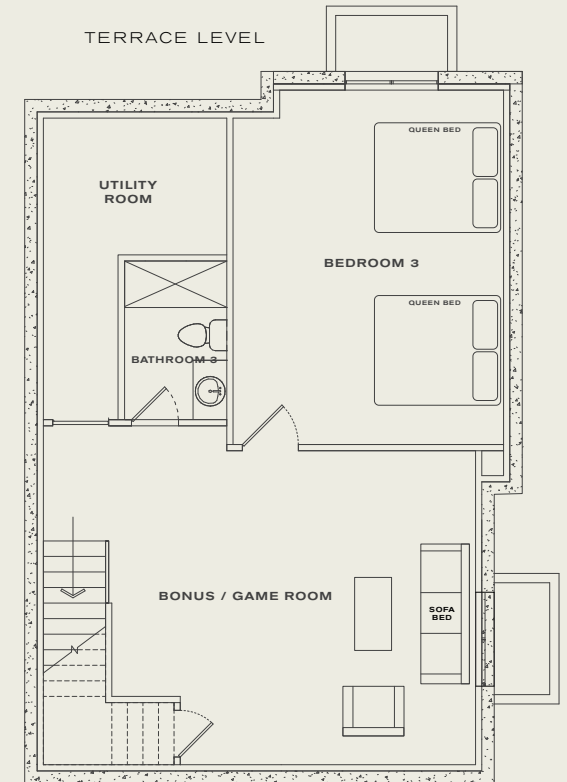 TERRACE LEVEL
QUEEN BED
UTILITY
ROOM
BEDROOM 3
QUEEN BED
BATHROOM 3
BONUS / GAME ROOM
SOFA
BED